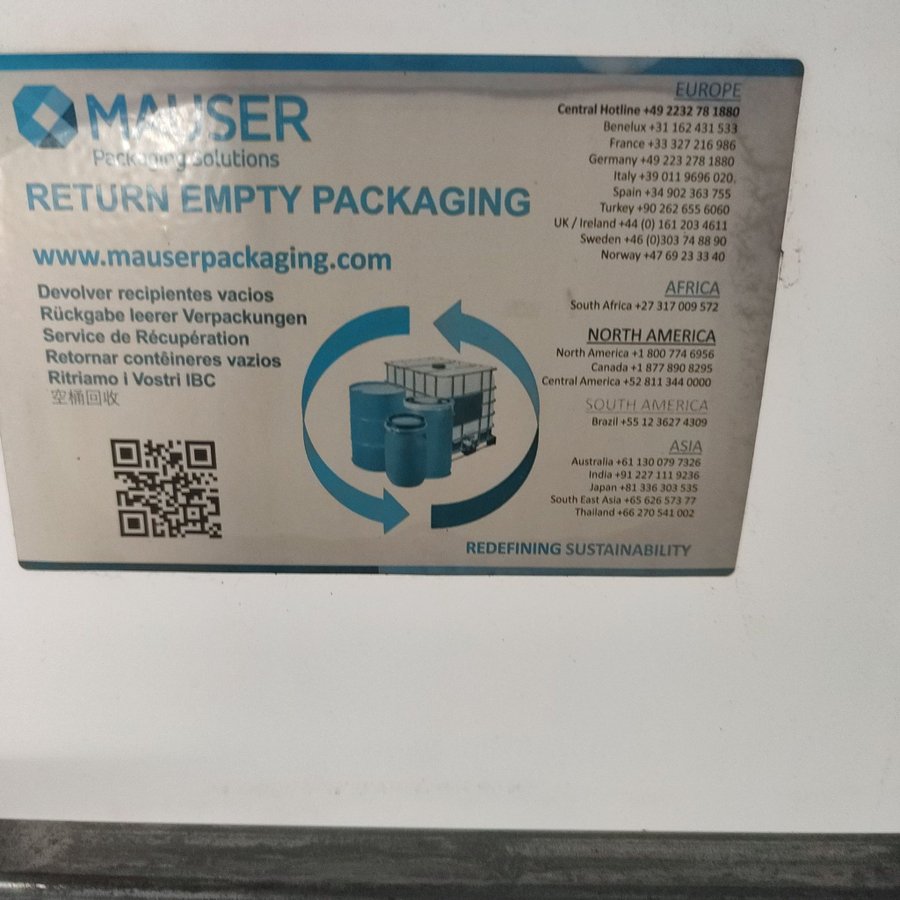 MAUSER
Packaging Solutions
RETURN EMPTY PACKAGING
www.mauserpackaging.com
Devolver recipientes vacios
Rückgabe leerer Verpackungen
Service de Récupération
Retornar contêineres vazios
Ritriamo i Vostri IBC
空桶回收
EUROPE
Central Hotline +49 2232 78 1880
Benelux +31 162 431 533
France +33 327 216 986
Germany +49 223 278 1880
Italy +39 011 9696 020
Spain +34 902 363 755
Turkey +90 262 655 6060
UK / Ireland +44 (0) 161 203 4611
Sweden +46 (0)303 74 88 90
Norway +47 69 23 33 40
AFRICA
South Africa +27 317 009 572
NORTH AMERICA
North America +1 800 774 6956
Canada +1 877 890 8295
Central America +52 811 344 0000
SOUTH AMERICA
Brazil +55 12 3627 4309
ASIA
Australia +61 130 079 7326
India +91 227 111 9236
Japan +81 336 303 535
South East Asia +65 626 573 77
Thailand +66 270 541 002
REDEFINING SUSTAINABILITY